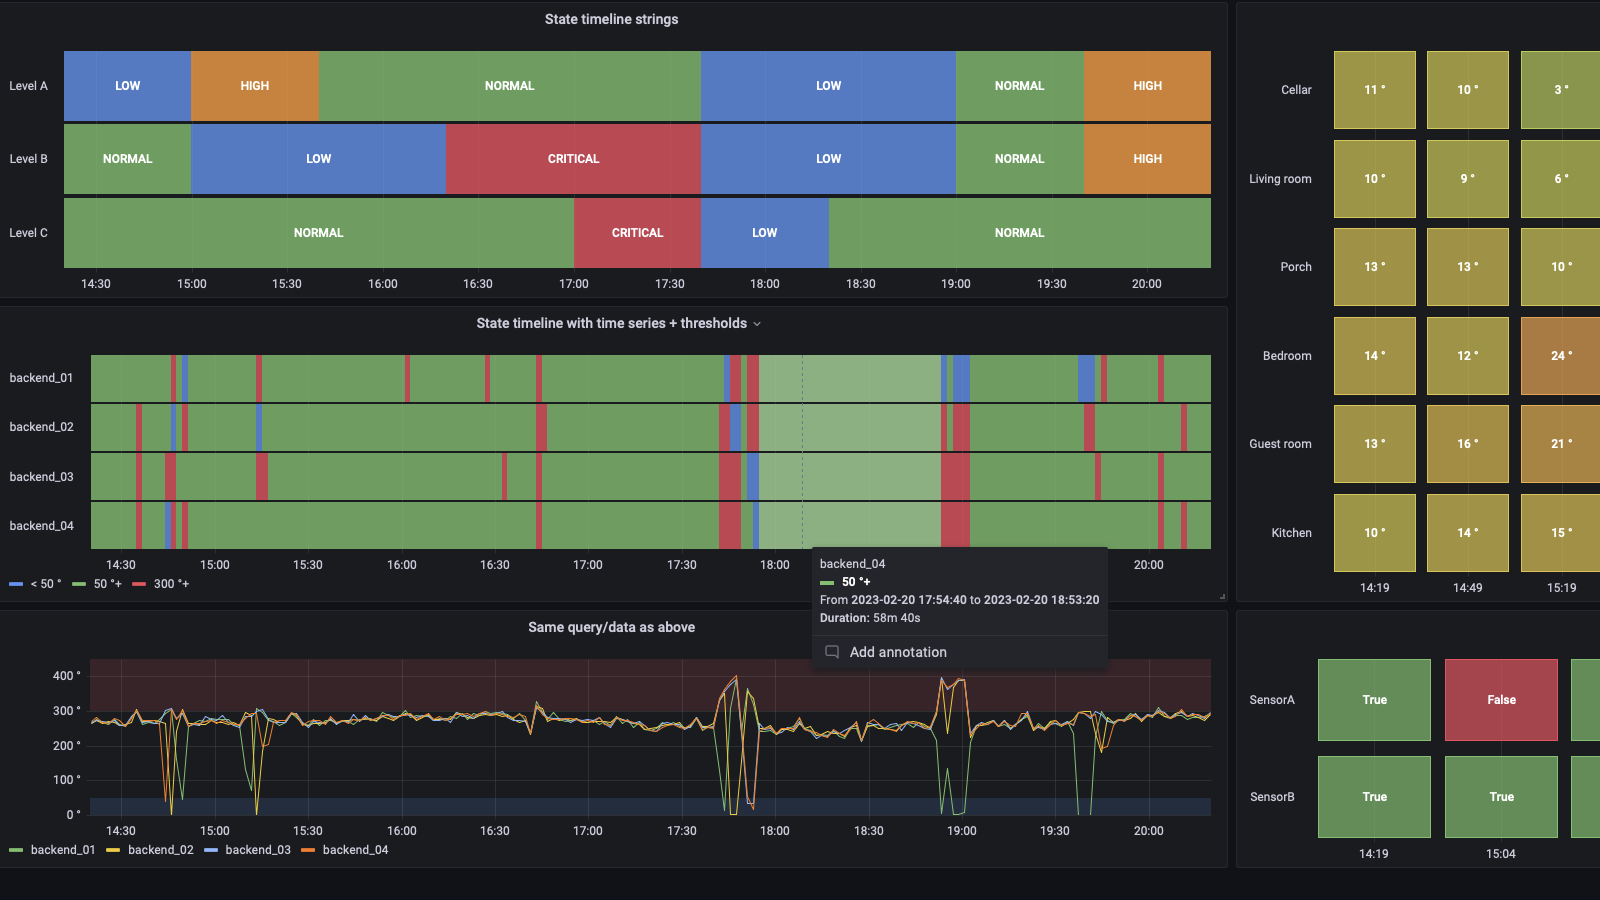 State timeline strings
Level A
LOW
HIGH
NORMAL
LOW
NORMAL
HIGH
Level B
NORMAL
LOW
CRITICAL
LOW
NORMAL
HIGH
Level C
NORMAL
CRITICAL
LOW
NORMAL
14:30 15:00 15:30 16:00 16:30 17:00 17:30 18:00 18:30 19:00 19:30 20:00
State timeline with time series + thresholds
backend_01
backend_02
backend_03
backend_04
14:30 15:00 15:30 16:00 16:30 17:00 17:30 18:00 20:00
< 50 ° 50 °+ 300 °+
backend_04
50 °+
From 2023-02-20 17:54:40 to 2023-02-20 18:53:20
Duration: 58m 40s
Add annotation
Same query/data as above
400 °
300 °
200 °
100 °
0 °
14:30 15:00 15:30 16:00 16:30 17:00 17:30 18:00 18:30 19:00 19:30 20:00
backend_01 backend_02 backend_03 backend_04
Cellar 11 ° 10 ° 3 °
Living room 10 ° 9 ° 6 °
Porch 13 ° 13 ° 10 °
Bedroom 14 ° 12 ° 24 °
Guest room 13 ° 16 ° 21 °
Kitchen 10 ° 14 ° 15 °
14:19 14:49 15:19
SensorA True False
SensorB True True
14:19 15:04